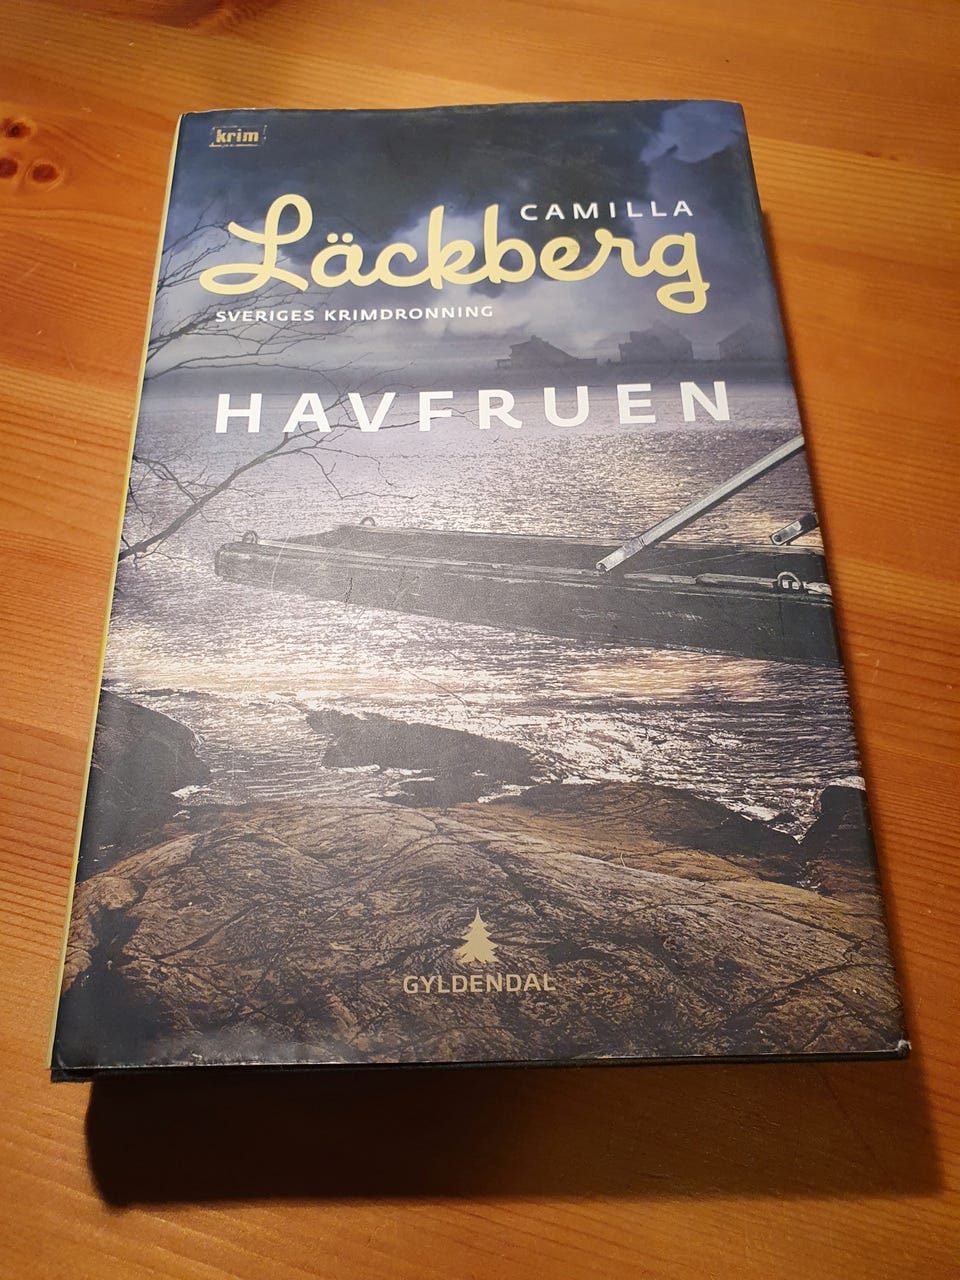 krim
CAMILLA
Läckberg
SVERIGES KRIMDRONNING
HAVFRUEN
GYLDENDAL